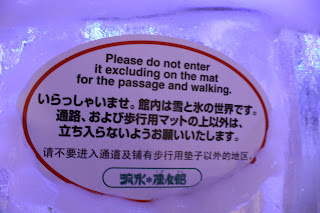 Please do not enter
it excluding on the mat
for the passage and walking.
いらっしゃいませ。館内は雪と氷の世界です。
通路、および歩行用マットの上以外は、
立ち入らないようお願いいたします。
请不要进入通道及铺有步行用垫子以外的地区。